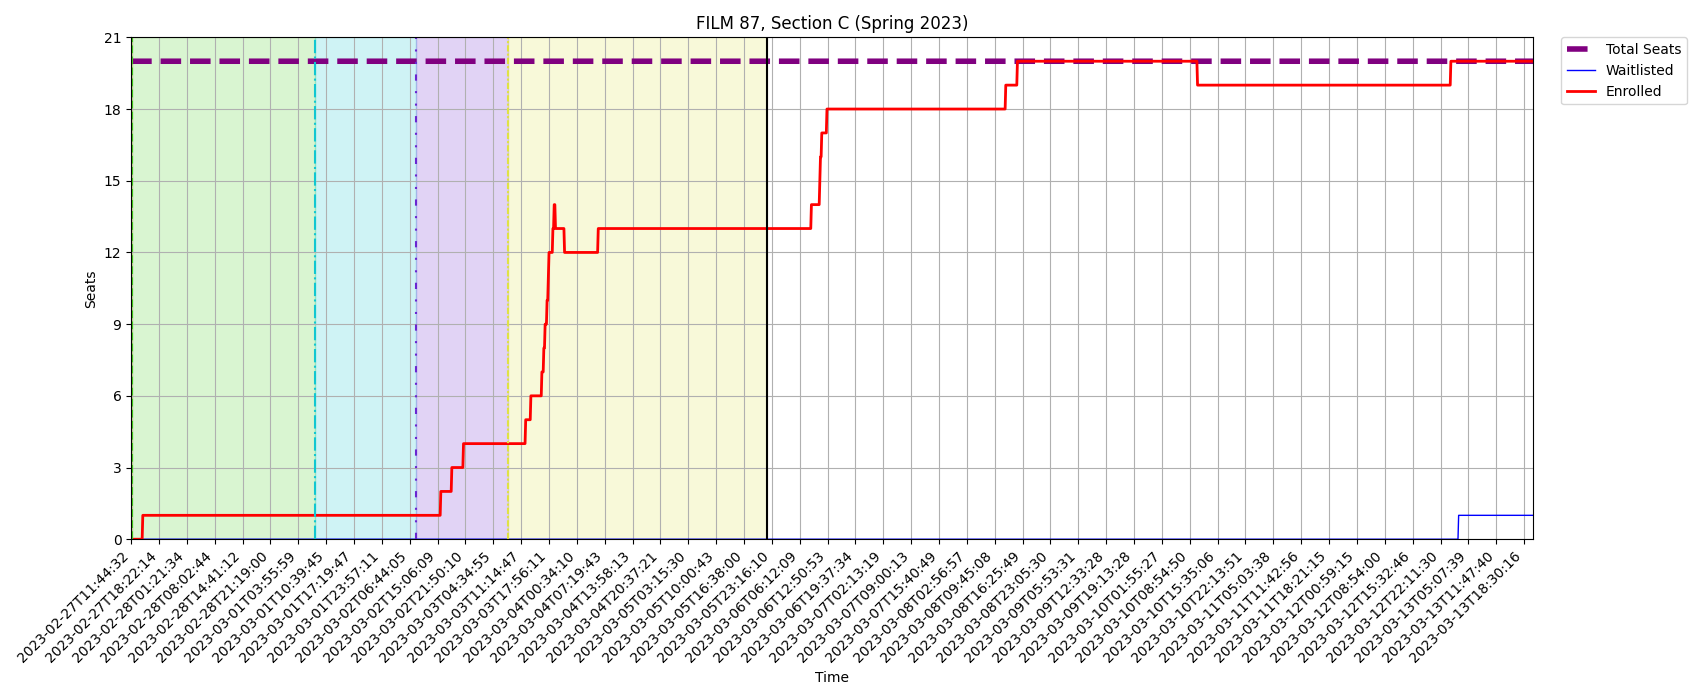 FILM 87, Section C (Spring 2023)
Total Seats
Waitlisted
Enrolled
Seats
21
18
15
12
9
6
3
0
2023-02-27T11:44:32
2023-02-27T18:22:14
2023-02-28T01:21:34
2023-02-28T08:02:44
2023-02-28T14:41:12
2023-02-28T21:19:00
2023-03-01T03:55:59
2023-03-01T10:39:45
2023-03-01T17:19:47
2023-03-01T23:57:11
2023-03-02T06:44:05
2023-03-02T15:06:09
2023-03-02T21:50:10
2023-03-03T04:34:55
2023-03-03T11:14:47
2023-03-03T17:56:11
2023-03-04T00:34:10
2023-03-04T07:19:43
2023-03-04T13:58:13
2023-03-04T20:37:21
2023-03-05T03:15:30
2023-03-05T10:00:43
2023-03-05T16:38:00
2023-03-05T23:16:10
2023-03-06T06:12:09
2023-03-06T12:50:53
2023-03-06T19:37:34
2023-03-07T02:13:19
2023-03-07T09:00:13
2023-03-07T15:40:49
2023-03-08T02:56:57
2023-03-08T09:45:08
2023-03-08T16:25:49
2023-03-08T23:05:30
2023-03-09T05:53:31
2023-03-09T12:33:28
2023-03-09T19:13:28
2023-03-10T01:55:27
2023-03-10T08:54:50
2023-03-10T15:35:06
2023-03-10T22:13:51
2023-03-11T05:03:38
2023-03-11T11:42:56
2023-03-11T18:21:15
2023-03-12T00:59:15
2023-03-12T08:54:00
2023-03-12T15:32:46
2023-03-12T22:11:30
2023-03-13T05:07:39
2023-03-13T11:47:40
2023-03-13T18:30:16
Time